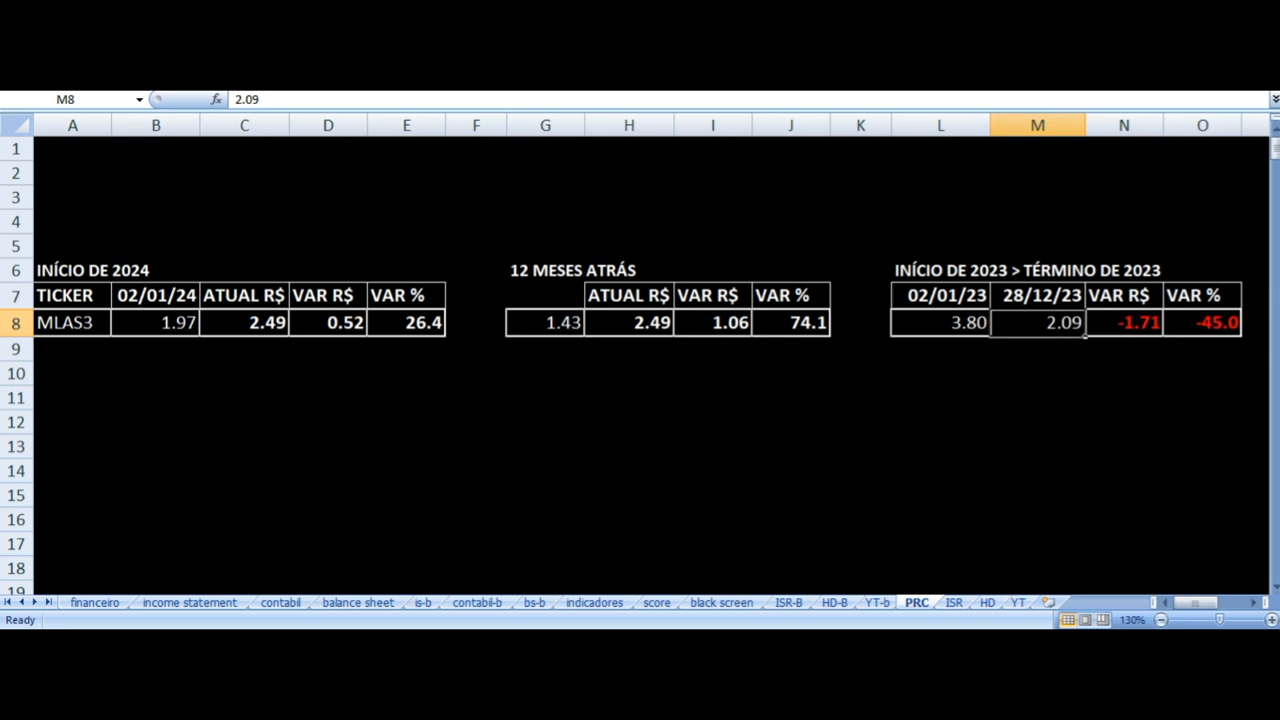 M8 fx 2.09
A B C D E F G H I J K L M N O
1
2
3
4
5
6 INÍCIO DE 2024 12 MESES ATRÁS INÍCIO DE 2023 > TÉRMINO DE 2023
7 TICKER 02/01/24 ATUAL R$ VAR R$ VAR % ATUAL R$ VAR R$ VAR % 02/01/23 28/12/23 VAR R$ VAR %
8 MLAS3 1.97 2.49 0.52 26.4 1.43 2.49 1.06 74.1 3.80 2.09 -1.71 -45.0
9
10
11
12
13
14
15
16
17
18
19
financeiro income statement contabil balance sheet is-b contabil-b bs-b indicadores score black screen ISR-B HD-B YT-b PRC ISR HD YT
Ready 130%